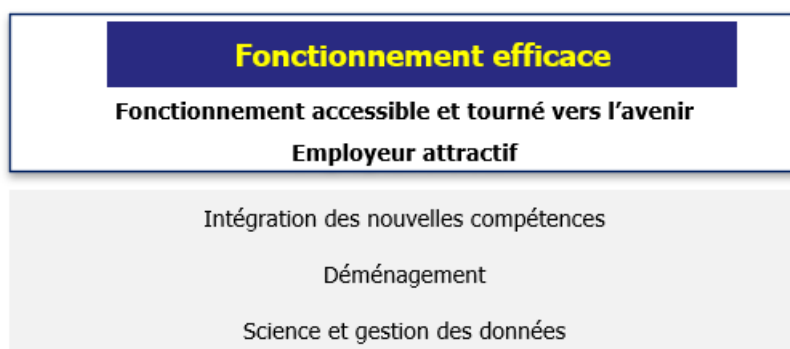 Fonctionnement efficace
Fonctionnement accessible et tourné vers l’avenir
Employeur attractif
Intégration des nouvelles compétences
Déménagement
Science et gestion des données